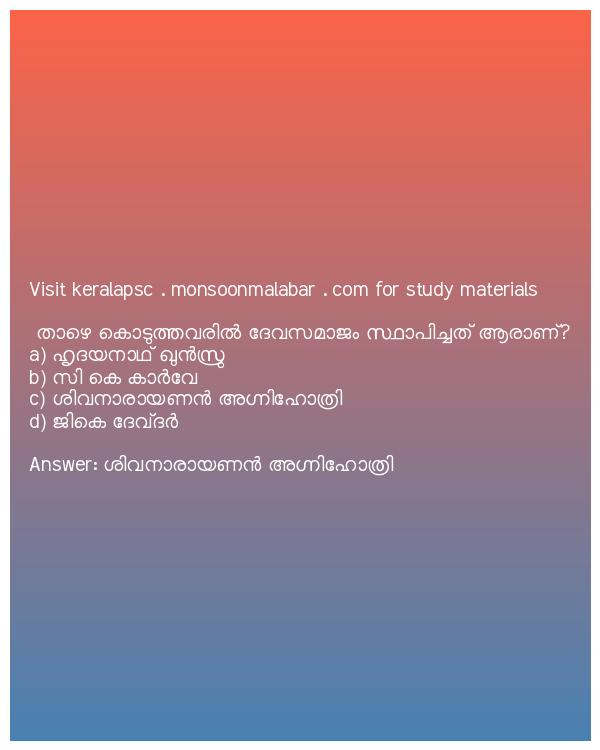 Visit keralapsc . monsoonmalabar . com for study materials
താഴെ കൊടുത്തവരിൽ ദേവസമാജം സ്ഥാപിച്ചത് ആരാണ്?
a) ഹൃദയനാഥ് ഖുൻസ്രു
b) സി കെ കാർവേ
c) ശിവനാരായണൻ അഗ്നിഹോത്രി
d) ജികെ ദേവ്ദർ
Answer: ശിവനാരായണൻ അഗ്നിഹോത്രി